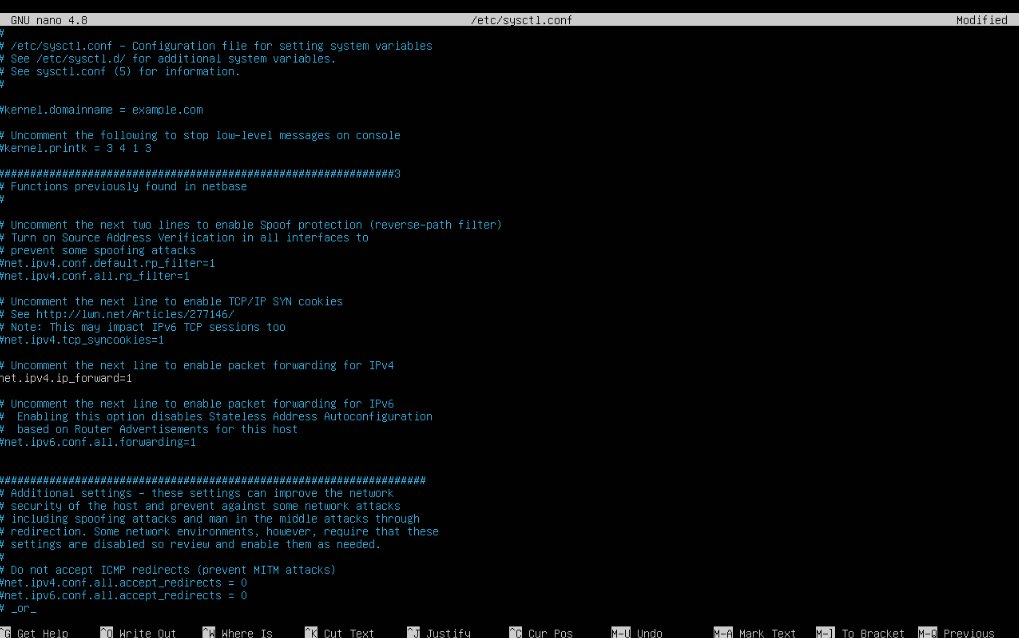 GNU nano 4.8 /etc/sysctl.conf Modified
#
# /etc/sysctl.conf - Configuration file for setting system variables
# See /etc/sysctl.d/ for additional system variables.
# See sysctl.conf (5) for information.
#
#kernel.domainname = example.com
# Uncomment the following to stop low-level messages on console
#kernel.printk = 3 4 1 3
##############################################################3
# Functions previously found in netbase
#
# Uncomment the next two lines to enable Spoof protection (reverse-path filter)
# Turn on Source Address Verification in all interfaces to
# prevent some spoofing attacks
#net.ipv4.conf.default.rp_filter=1
#net.ipv4.conf.all.rp_filter=1
# Uncomment the next line to enable TCP/IP SYN cookies
# See http://lwn.net/Articles/277146/
# Note: This may impact IPv6 TCP sessions too
#net.ipv4.tcp_syncookies=1
# Uncomment the next line to enable packet forwarding for IPv4
net.ipv4.ip_forward=1
# Uncomment the next line to enable packet forwarding for IPv6
#  Enabling this option disables Stateless Address Autoconfiguration
#  based on Router Advertisements for this host
#net.ipv6.conf.all.forwarding=1
###################################################################
# Additional settings - these settings can improve the network
# security of the host and prevent against some network attacks
# including spoofing attacks and man in the middle attacks through
# redirection. Some network environments, however, require that these
# settings are disabled so review and enable them as needed.
#
# Do not accept ICMP redirects (prevent MITM attacks)
#net.ipv4.conf.all.accept_redirects = 0
#net.ipv6.conf.all.accept_redirects = 0
# _or_
^G Get Help ^O Write Out ^W Where Is ^K Cut Text ^J Justify ^C Cur Pos M-U Undo M-A Mark Text M-] To Bracket M-Q Previous